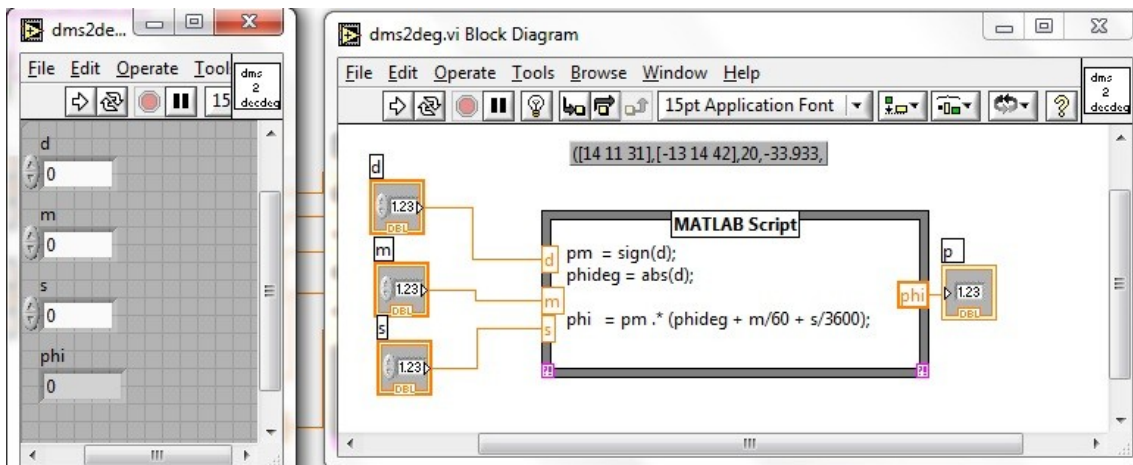 dms2de...
File Edit Operate Tool
dms
2
decdeg
15
d
0
m
0
s
0
phi
0
dms2deg.vi Block Diagram
File Edit Operate Tools Browse Window Help
dms
2
decdeg
15pt Application Font
([14 11 31],[-13 14 42],20,-33.933,
d
1.23
DBL
m
1.23
DBL
s
1.23
DBL
MATLAB Script
d
m
s
pm = sign(d);
phideg = abs(d);
phi = pm .* (phideg + m/60 + s/3600);
phi
p
1.23
DBL